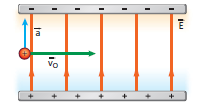 - - - - -
E
a
+
v₀
+ + + + + + + + +